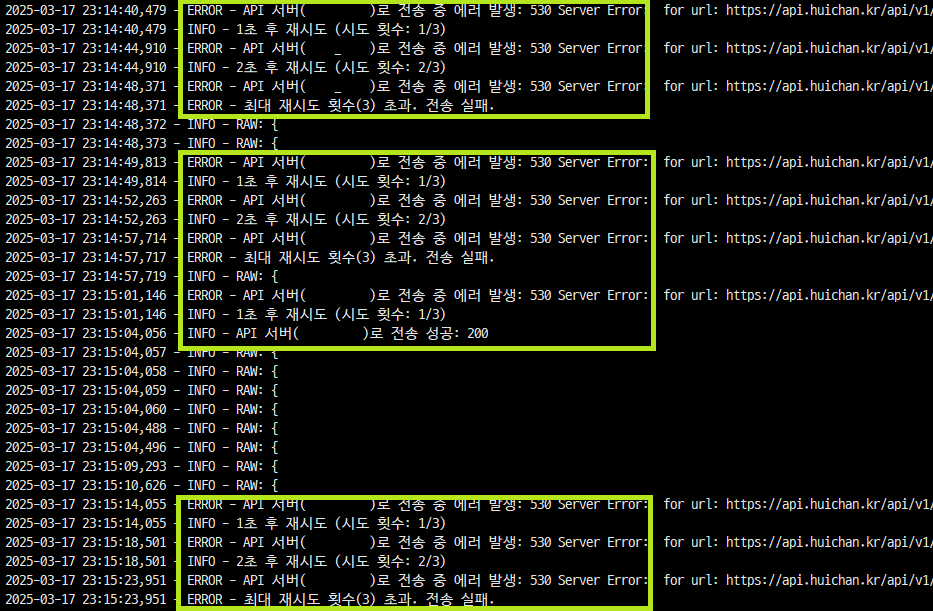 2025-03-17 23:14:40,479 - ERROR - API 서버(        )로 전송 중 에러 발생: 530 Server Error:  for url: https://api.huichan.kr/api/v1/
2025-03-17 23:14:40,479 - INFO - 1초 후 재시도 (시도 횟수: 1/3)
2025-03-17 23:14:44,910 - ERROR - API 서버(   _    )로 전송 중 에러 발생: 530 Server Error:  for url: https://api.huichan.kr/api/v1/
2025-03-17 23:14:44,910 - INFO - 2초 후 재시도 (시도 횟수: 2/3)
2025-03-17 23:14:48,371 - ERROR - API 서버(   _    )로 전송 중 에러 발생: 530 Server Error:  for url: https://api.huichan.kr/api/v1/
2025-03-17 23:14:48,371 - ERROR - 최대 재시도 횟수(3) 초과. 전송 실패.
2025-03-17 23:14:48,372 - INFO - RAW: {
2025-03-17 23:14:48,373 - INFO - RAW: {
2025-03-17 23:14:49,813 - ERROR - API 서버(        )로 전송 중 에러 발생: 530 Server Error:  for url: https://api.huichan.kr/api/v1/
2025-03-17 23:14:49,814 - INFO - 1초 후 재시도 (시도 횟수: 1/3)
2025-03-17 23:14:52,263 - ERROR - API 서버(        )로 전송 중 에러 발생: 530 Server Error:  for url: https://api.huichan.kr/api/v1/
2025-03-17 23:14:52,263 - INFO - 2초 후 재시도 (시도 횟수: 2/3)
2025-03-17 23:14:57,714 - ERROR - API 서버(        )로 전송 중 에러 발생: 530 Server Error:  for url: https://api.huichan.kr/api/v1/
2025-03-17 23:14:57,717 - ERROR - 최대 재시도 횟수(3) 초과. 전송 실패.
2025-03-17 23:14:57,719 - INFO - RAW: {
2025-03-17 23:15:01,146 - ERROR - API 서버(        )로 전송 중 에러 발생: 530 Server Error:  for url: https://api.huichan.kr/api/v1/
2025-03-17 23:15:01,146 - INFO - 1초 후 재시도 (시도 횟수: 1/3)
2025-03-17 23:15:04,056 - INFO - API 서버(        )로 전송 성공: 200
2025-03-17 23:15:04,057 - INFO - RAW: {
2025-03-17 23:15:04,058 - INFO - RAW: {
2025-03-17 23:15:04,059 - INFO - RAW: {
2025-03-17 23:15:04,060 - INFO - RAW: {
2025-03-17 23:15:04,488 - INFO - RAW: {
2025-03-17 23:15:04,496 - INFO - RAW: {
2025-03-17 23:15:09,293 - INFO - RAW: {
2025-03-17 23:15:10,626 - INFO - RAW: {
2025-03-17 23:15:14,055 - ERROR - API 서버(        )로 전송 중 에러 발생: 530 Server Error:  for url: https://api.huichan.kr/api/v1/
2025-03-17 23:15:14,055 - INFO - 1초 후 재시도 (시도 횟수: 1/3)
2025-03-17 23:15:18,501 - ERROR - API 서버(        )로 전송 중 에러 발생: 530 Server Error:  for url: https://api.huichan.kr/api/v1/
2025-03-17 23:15:18,501 - INFO - 2초 후 재시도 (시도 횟수: 2/3)
2025-03-17 23:15:23,951 - ERROR - API 서버(        )로 전송 중 에러 발생: 530 Server Error:  for url: https://api.huichan.kr/api/v1/
2025-03-17 23:15:23,951 - ERROR - 최대 재시도 횟수(3) 초과. 전송 실패.